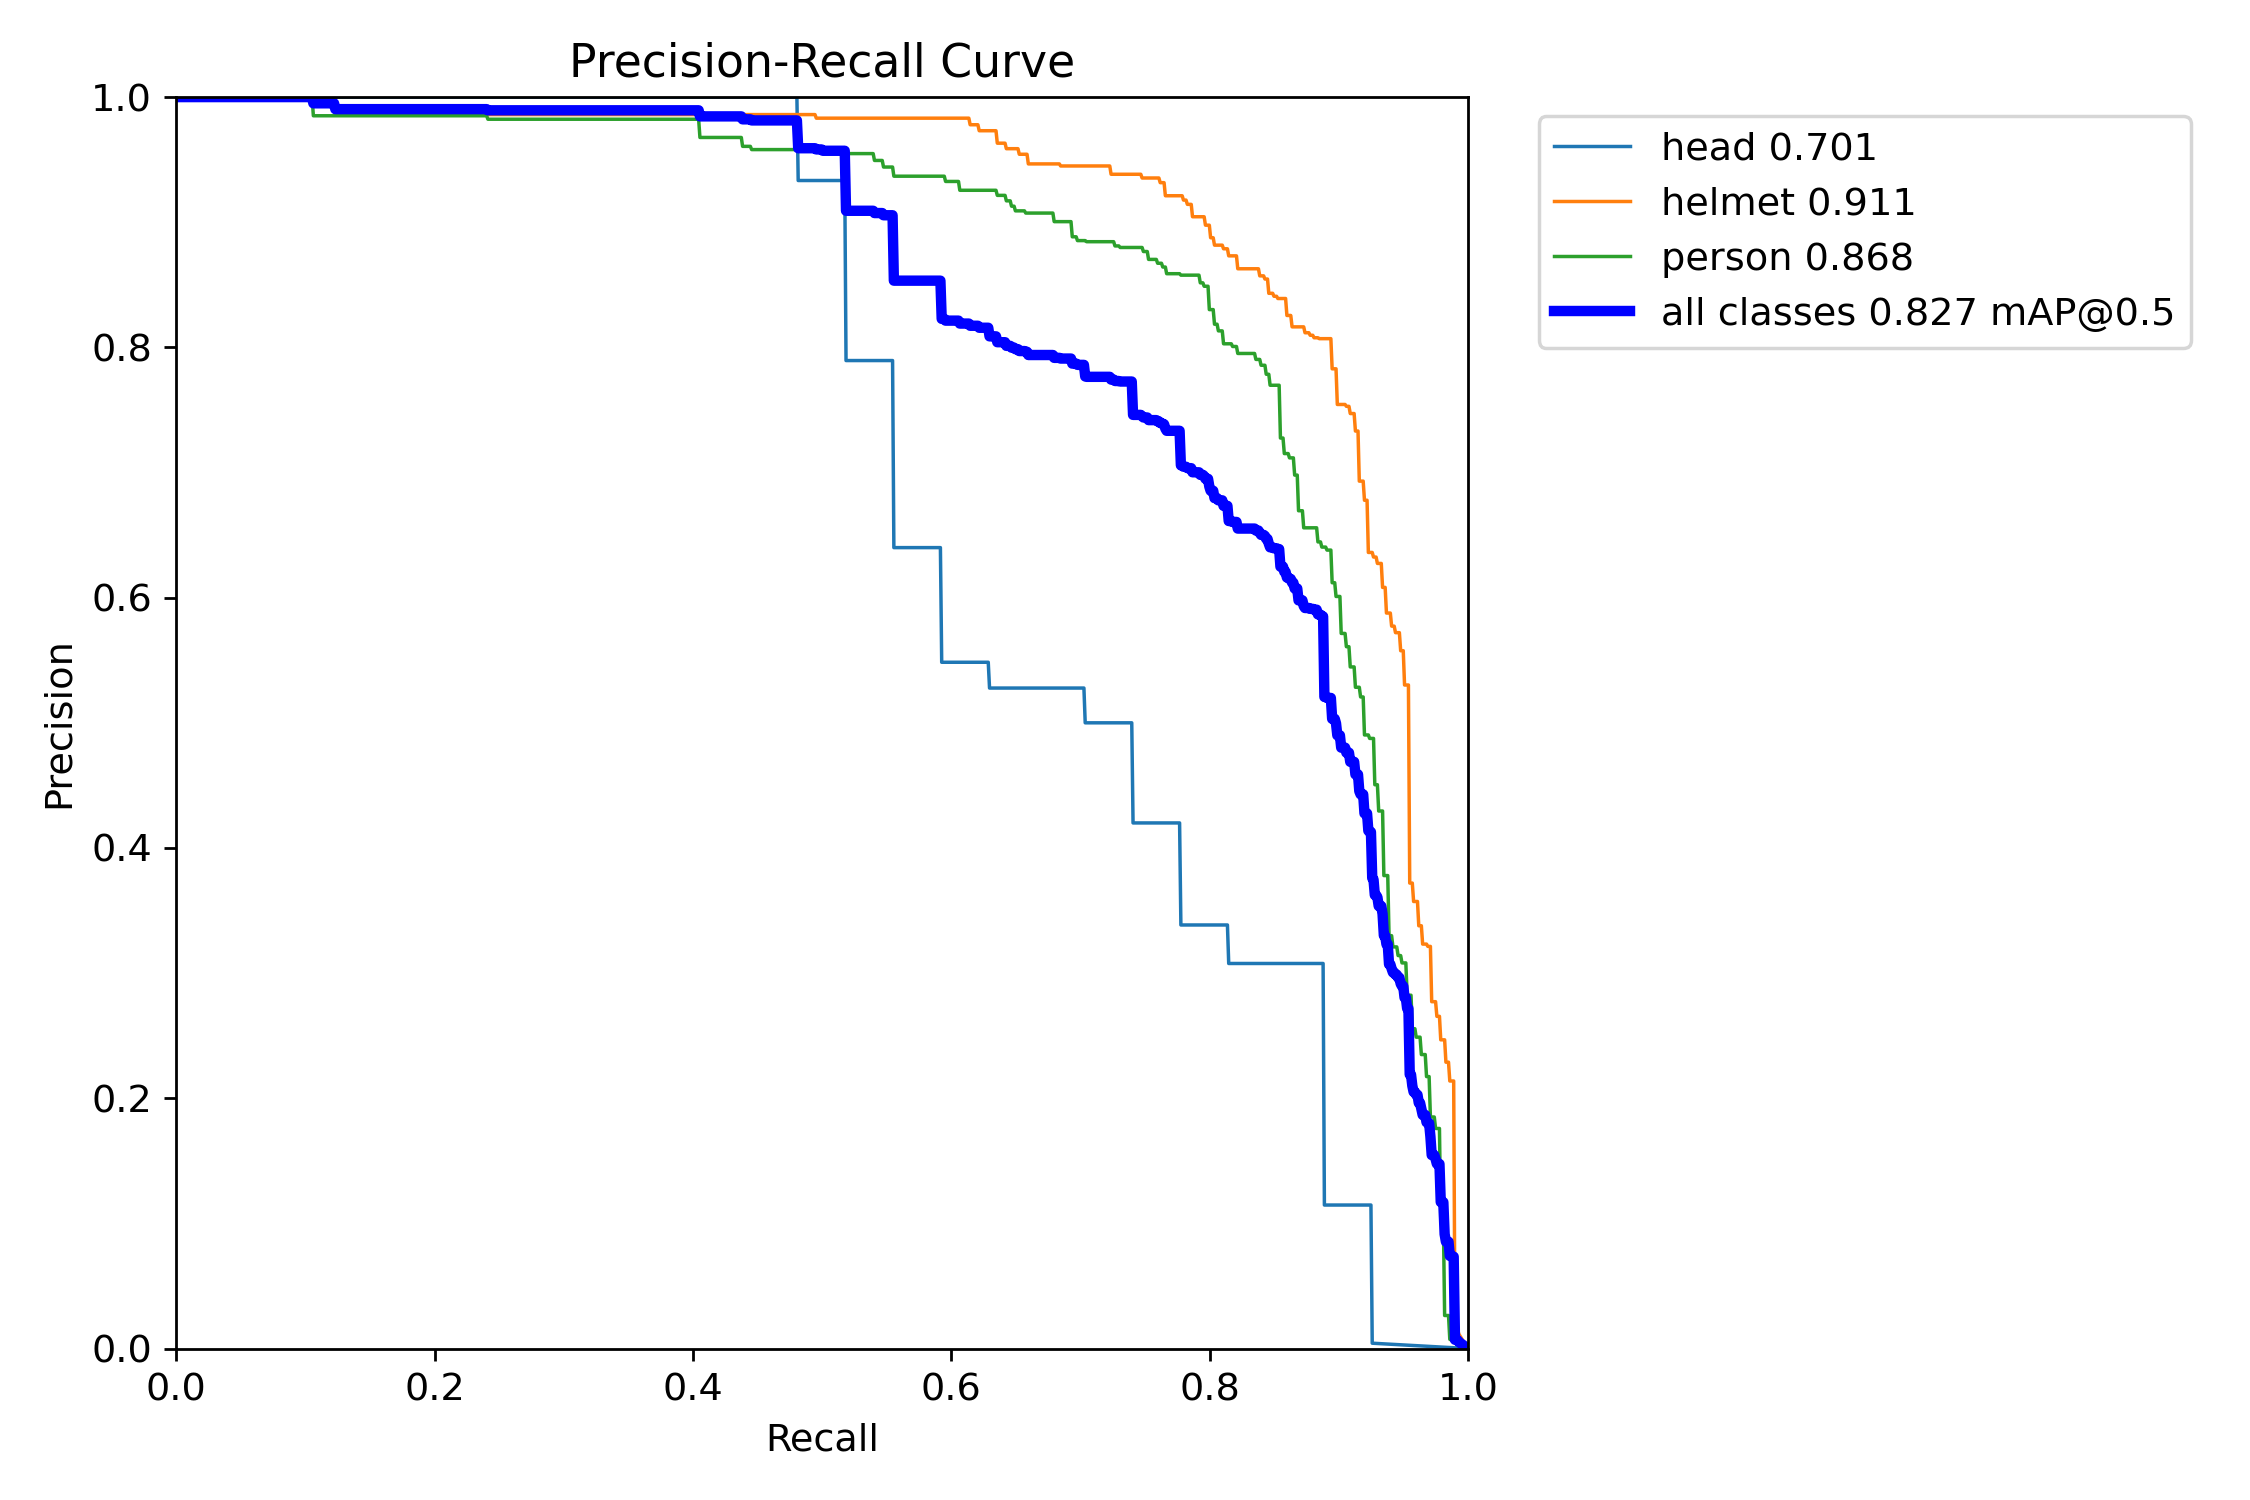 Precision-Recall Curve
1.0
0.8
0.6
0.4
0.2
0.0
Precision
0.0 0.2 0.4 0.6 0.8 1.0
Recall
head 0.701
helmet 0.911
person 0.868
all classes 0.827 mAP@0.5